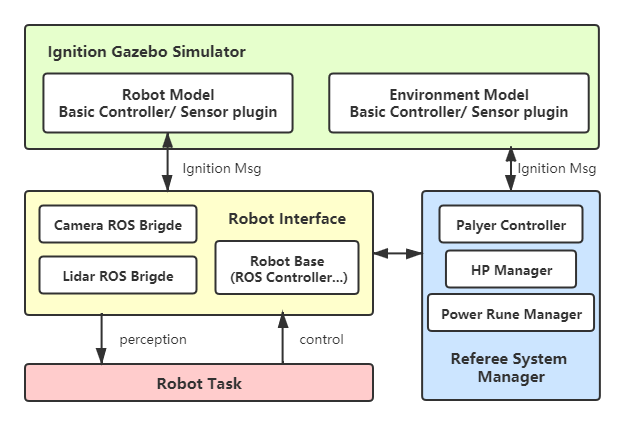 Ignition Gazebo Simulator
Robot Model
Basic Controller/ Sensor plugin
Environment Model
Basic Controller/ Sensor plugin
Ignition Msg
Ignition Msg
Camera ROS Brigde
Lidar ROS Brigde
Robot Interface
Robot Base
(ROS Controller...)
Palyer Controller
HP Manager
Power Rune Manager
Referee System
Manager
perception
control
Robot Task